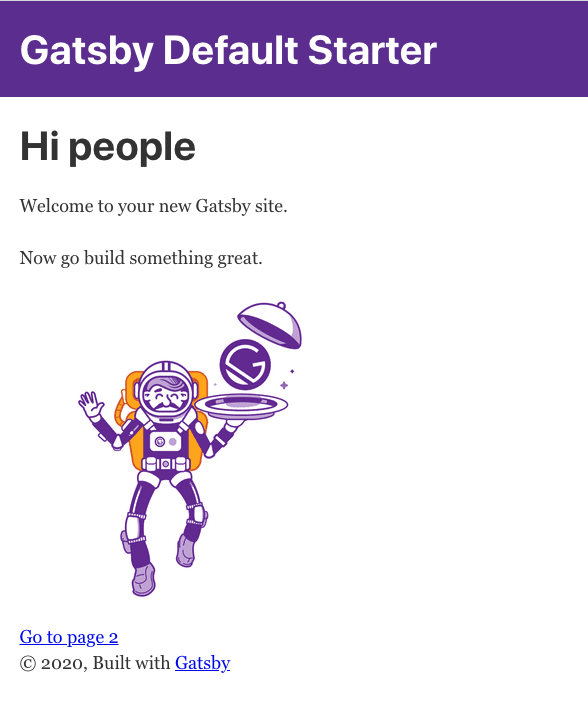 Gatsby Default Starter
Hi people
Welcome to your new Gatsby site.
Now go build something great.
Go to page 2
© 2020, Built with Gatsby